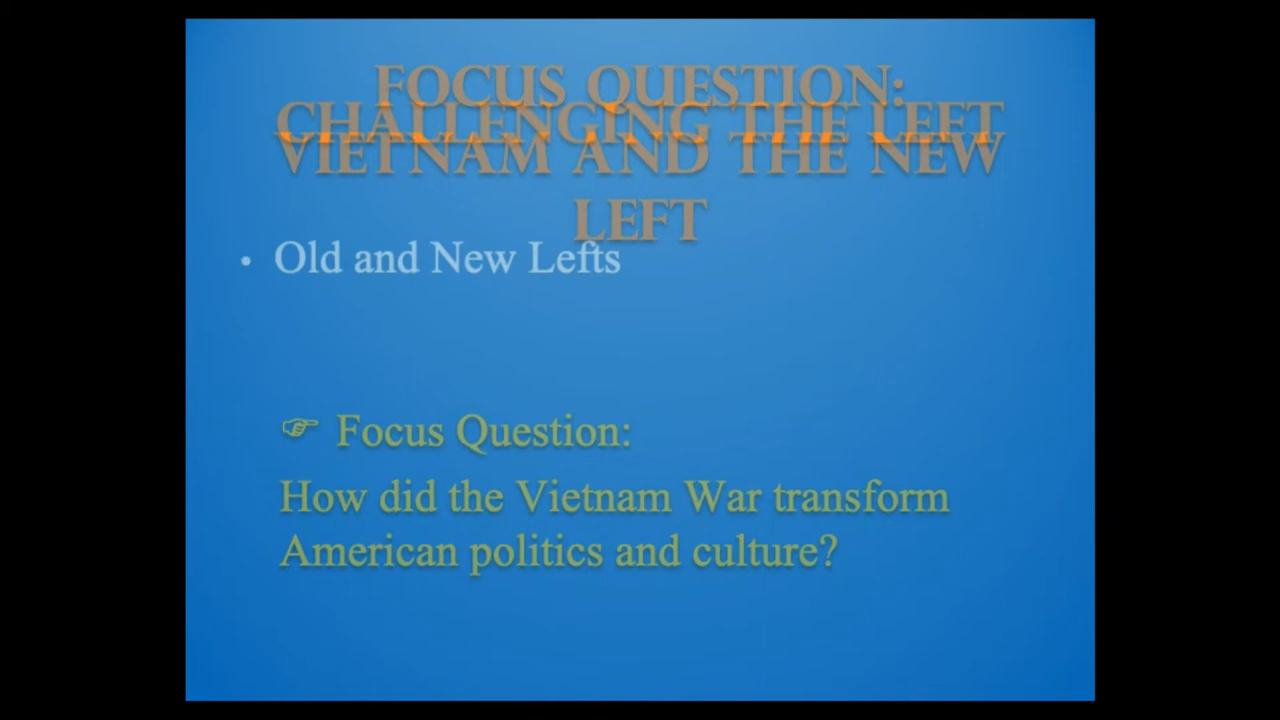 FOCUS QUESTION:
CHALLENGING THE LEFT
VIETNAM AND THE NEW
LEFT
• Old and New Lefts
☞ Focus Question:
How did the Vietnam War transform
American politics and culture?